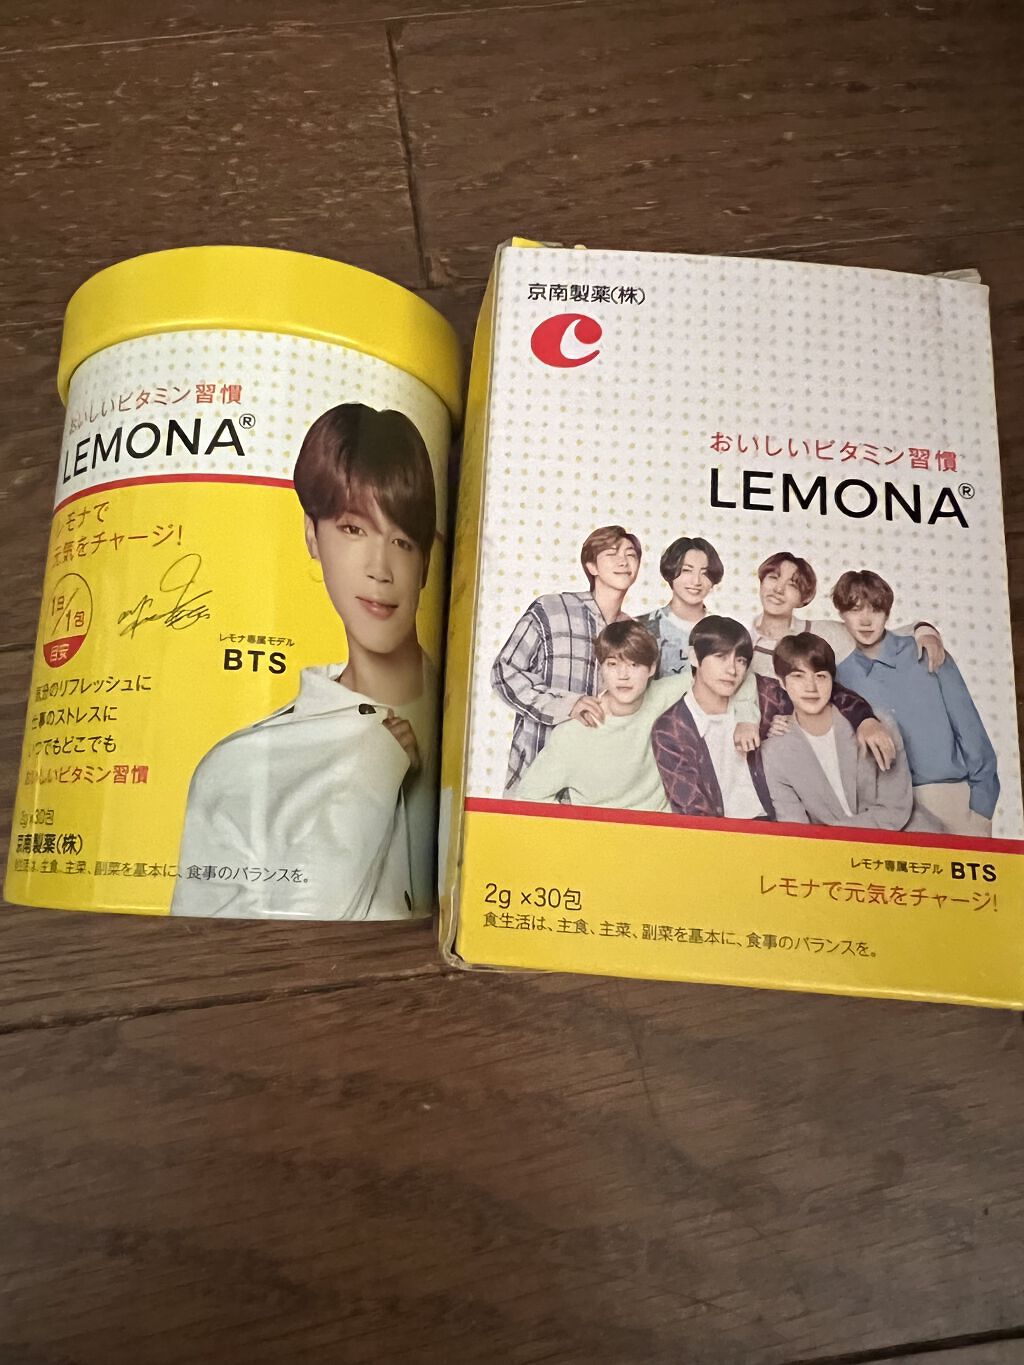 おいしいビタミン習慣
LEMONA®
レモナで
元気をチャージ!
1日/1包
目安
レモナ専属モデル
BTS
気分のリフレッシュに
仕事のストレスに
いつでもどこでも
おいしいビタミン習慣
2g×30包
京南製薬(株)
食生活は、主食、主菜、副菜を基本に、食事のバランスを。
京南製薬(株)
C
おいしいビタミン習慣
LEMONA®
レモナ専属モデル BTS
レモナで元気をチャージ!
2g ×30包
食生活は、主食、主菜、副菜を基本に、食事のバランスを。